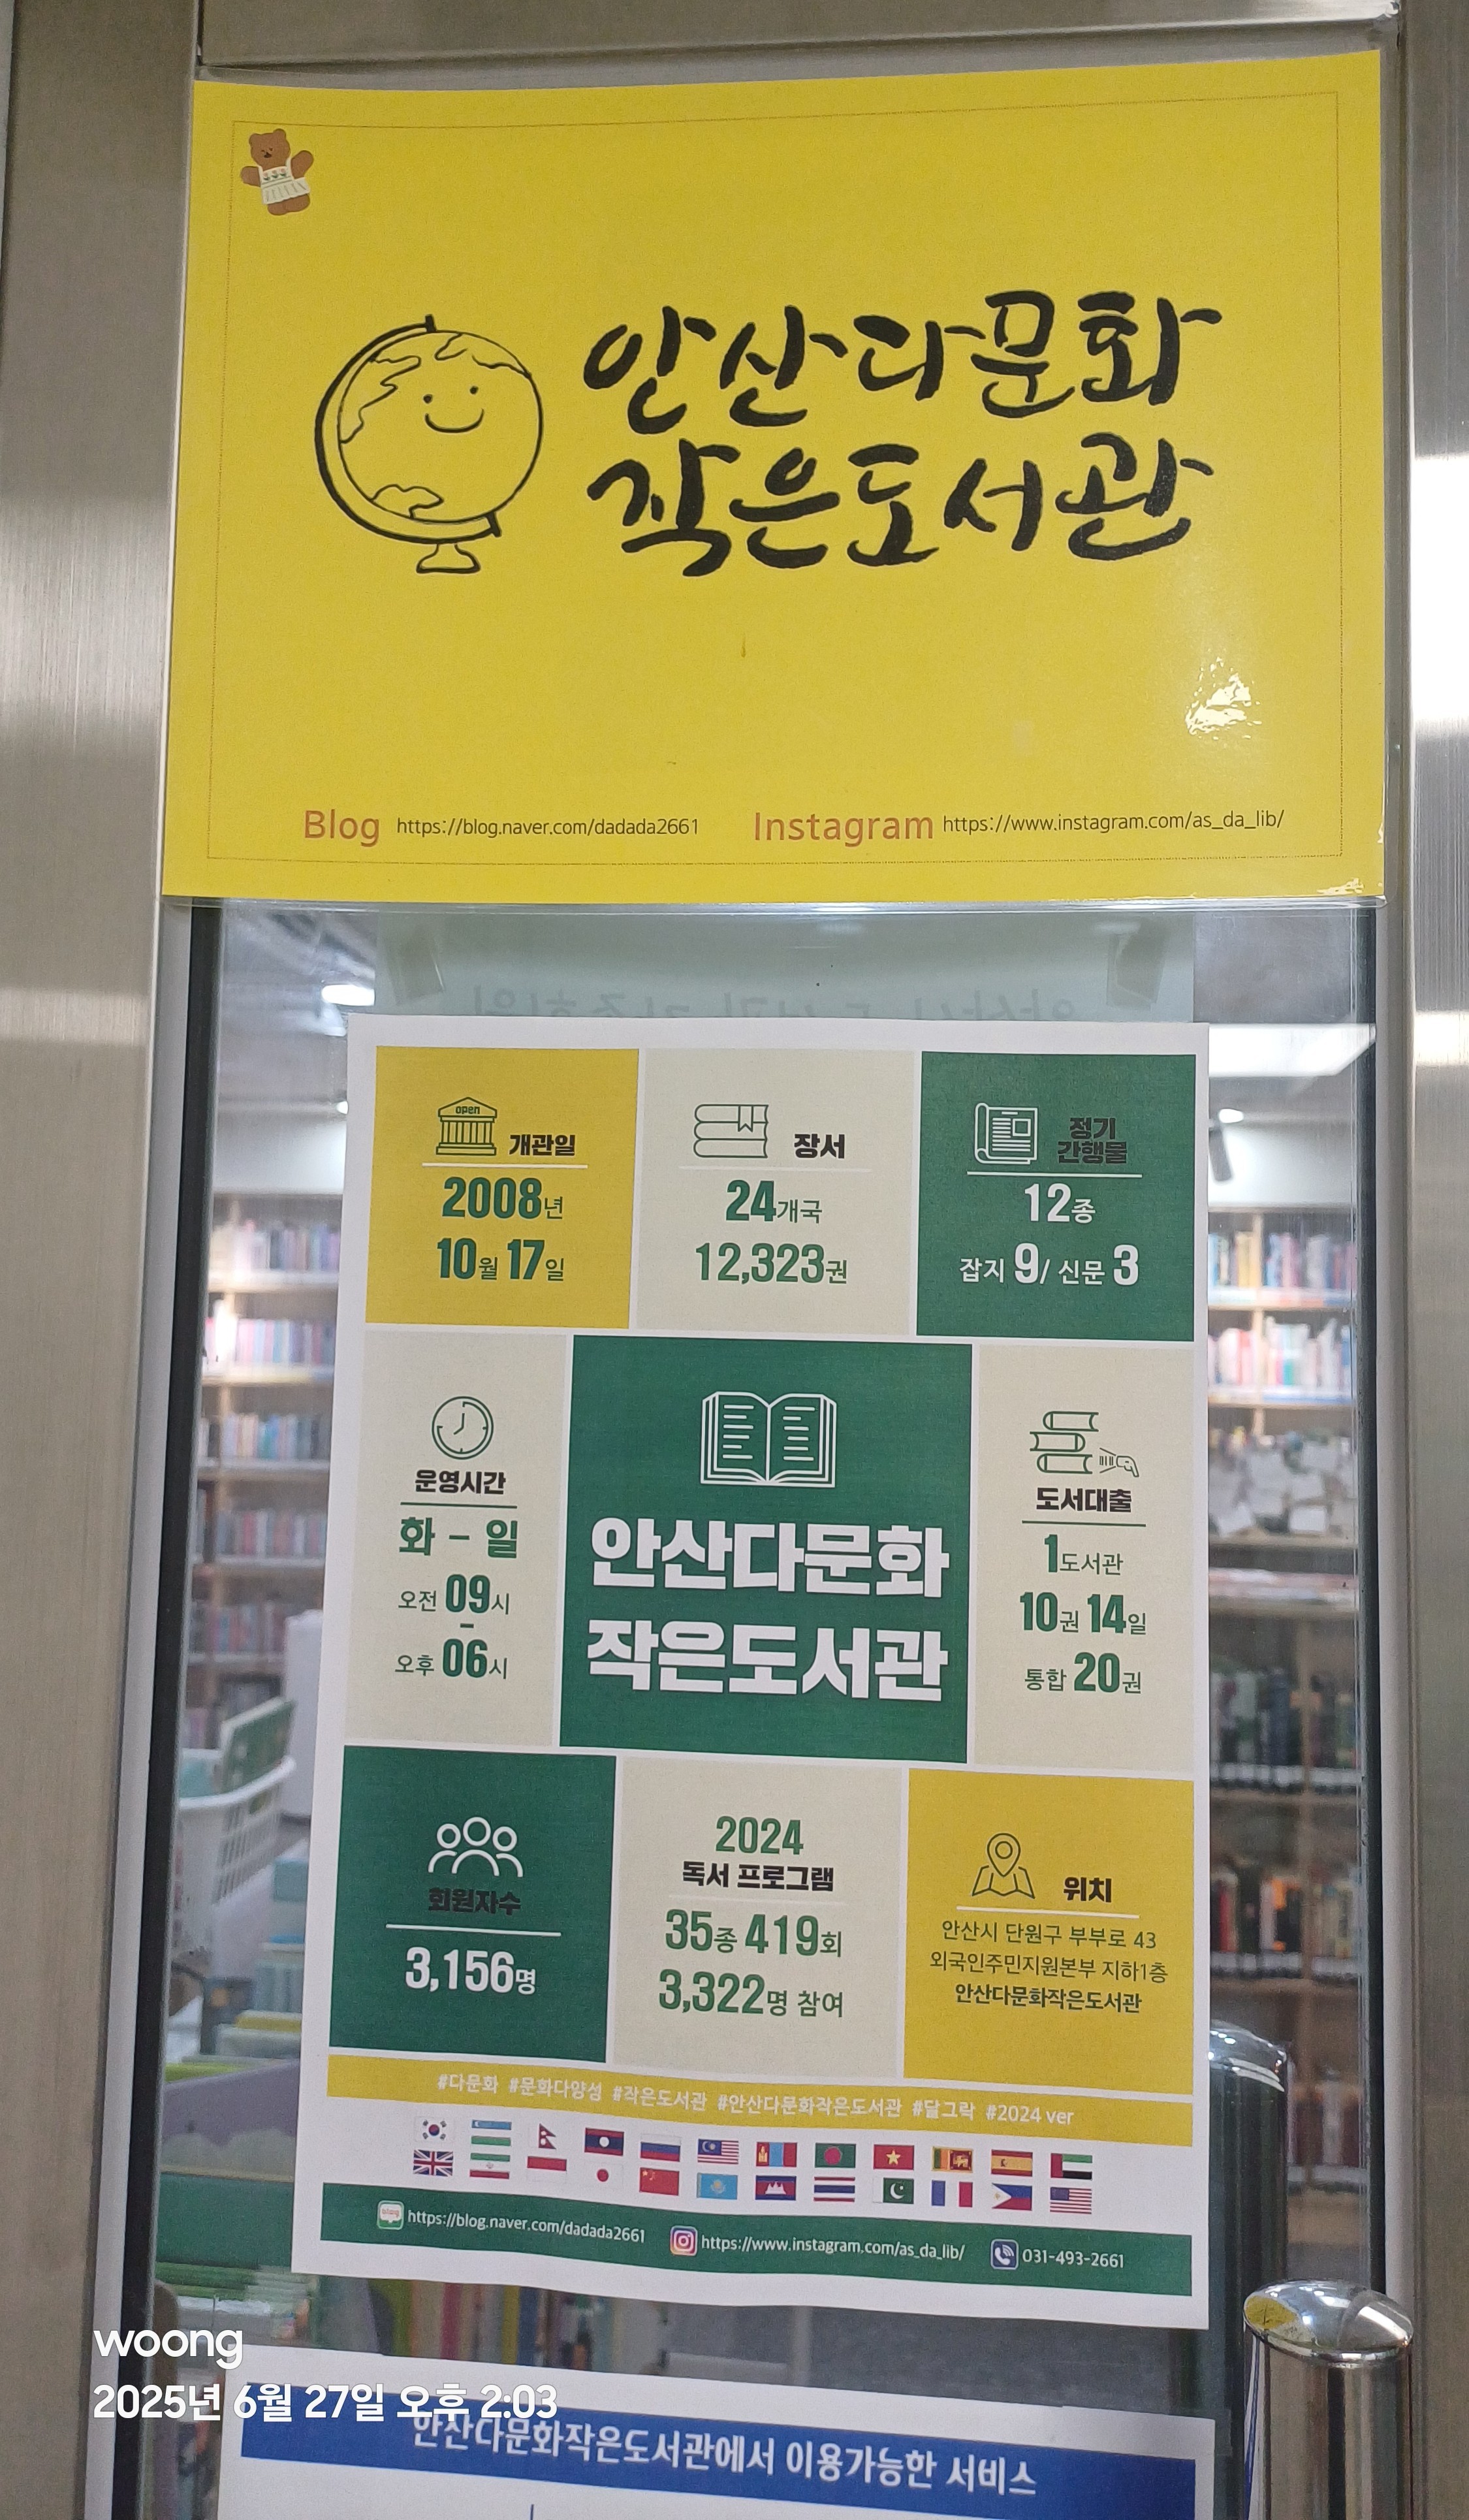 안산다문화
작은도서관
Blog https://blog.naver.com/dadada2661 Instagram https://www.instagram.com/as_da_lib/
open
개관일
2008년
10월 17일
장서
24개국
12,323권
정기
간행물
12종
잡지 9/ 신문 3
운영시간
화 - 일
오전 09시
-
오후 06시
안산다문화
작은도서관
도서대출
1도서관
10권 14일
통합 20권
회원자수
3,156명
2024
독서 프로그램
35종 419회
3,322명 참여
위치
안산시 단원구 부부로 43
외국인주민지원본부 지하1층
안산다문화작은도서관
#다문화 #문화다양성 #작은도서관 #안산다문화작은도서관 #달그락 #2024 ver
blog https://blog.naver.com/dadada2661 https://www.instagram.com/as_da_lib/ 031-493-2661
woong
2025년 6월 27일 오후 2:03
안산다문화작은도서관에서 이용가능한 서비스